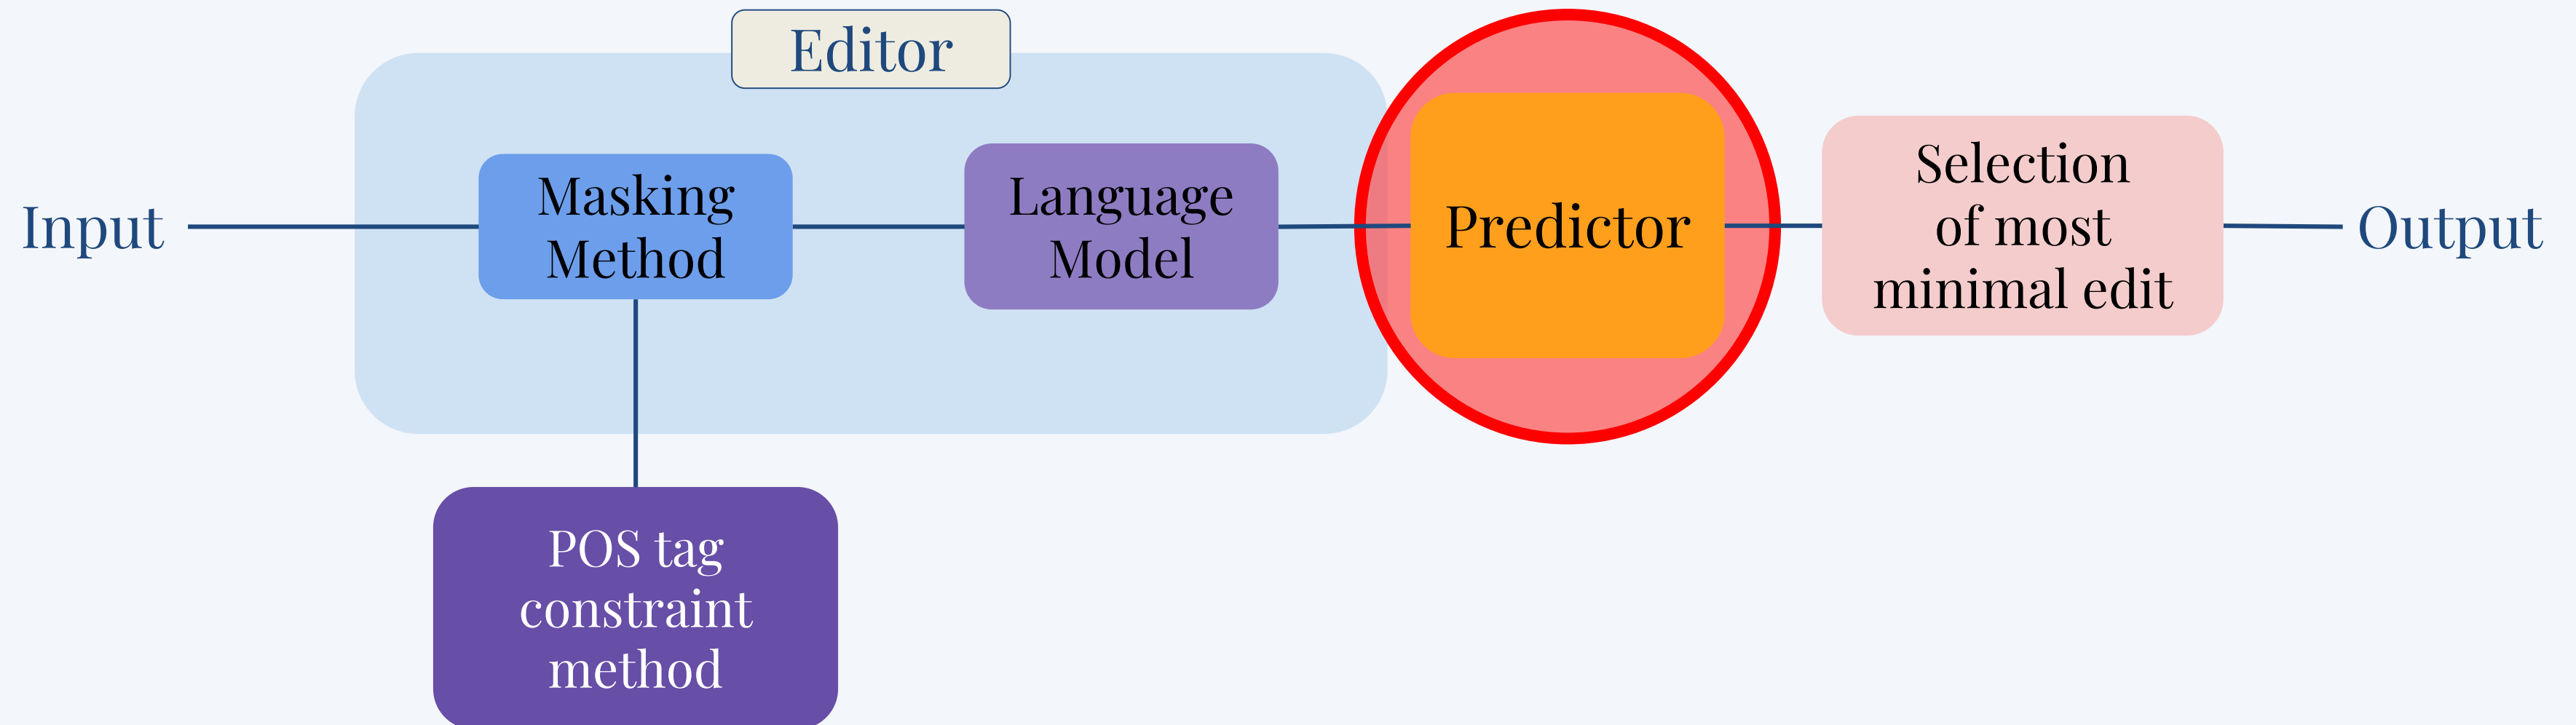 Editor
Input
Masking
Method
Language
Model
Predictor
Selection
of most
minimal edit
Output
POS tag
constraint
method